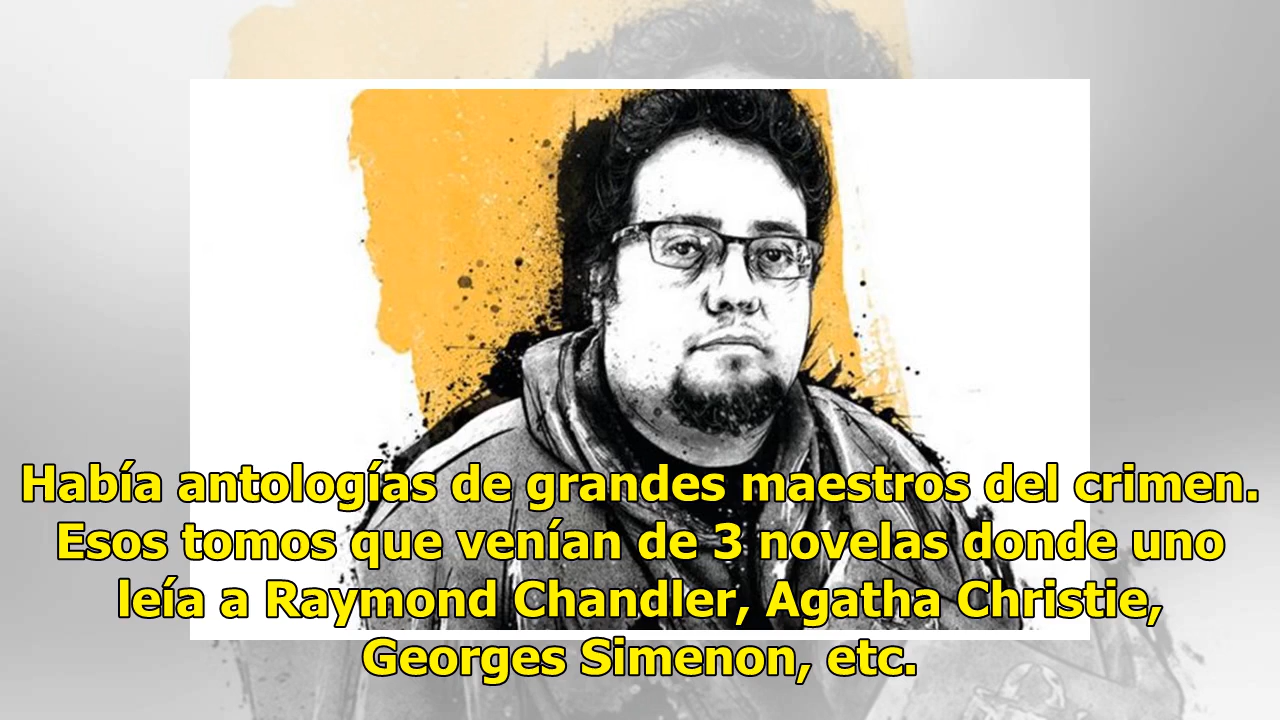 Había antologías de grandes maestros del crimen.
Esos tomos que venían de 3 novelas donde uno
leía a Raymond Chandler, Agatha Christie,
Georges Simenon, etc.